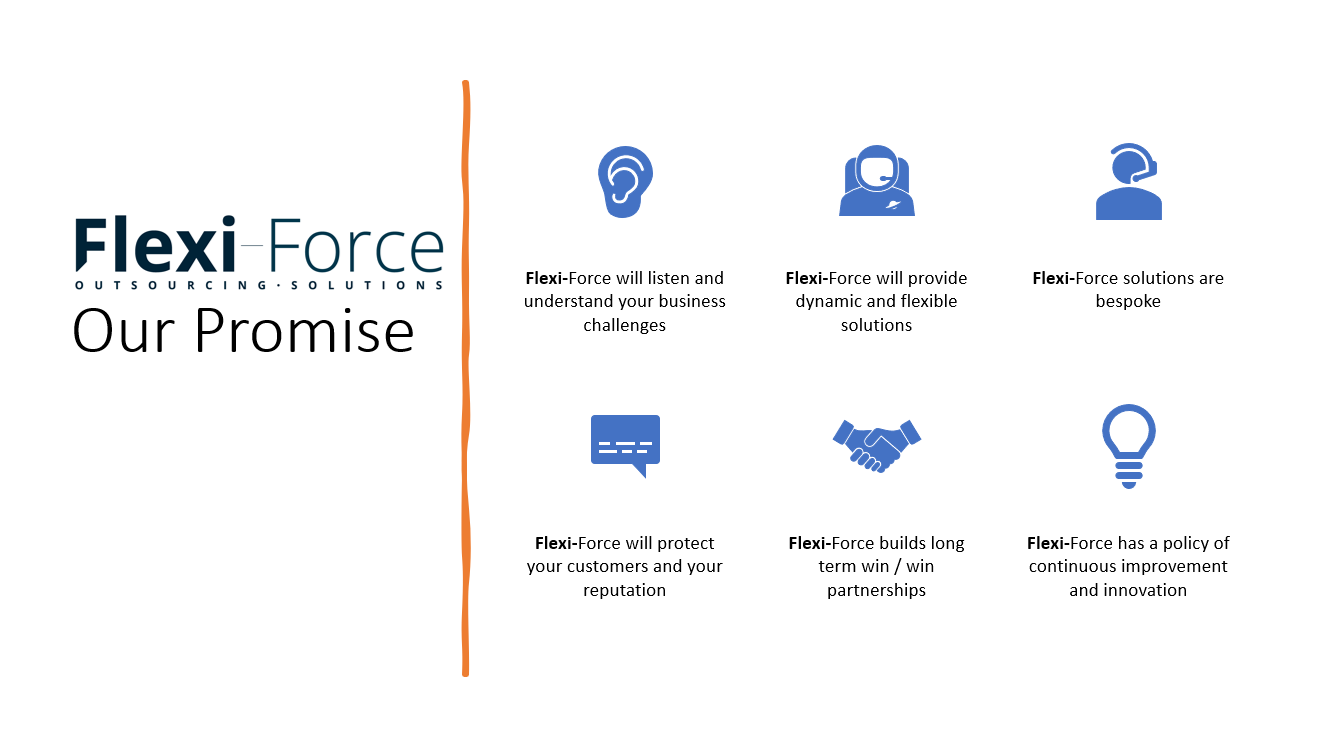 Flexi-Force
OUTSOURCING·SOLUTIONS
Our Promise
Flexi-Force will listen and
understand your business
challenges
Flexi-Force will provide
dynamic and flexible
solutions
Flexi-Force solutions are
bespoke
Flexi-Force will protect
your customers and your
reputation
Flexi-Force builds long
term win / win
partnerships
Flexi-Force has a policy of
continuous improvement
and innovation